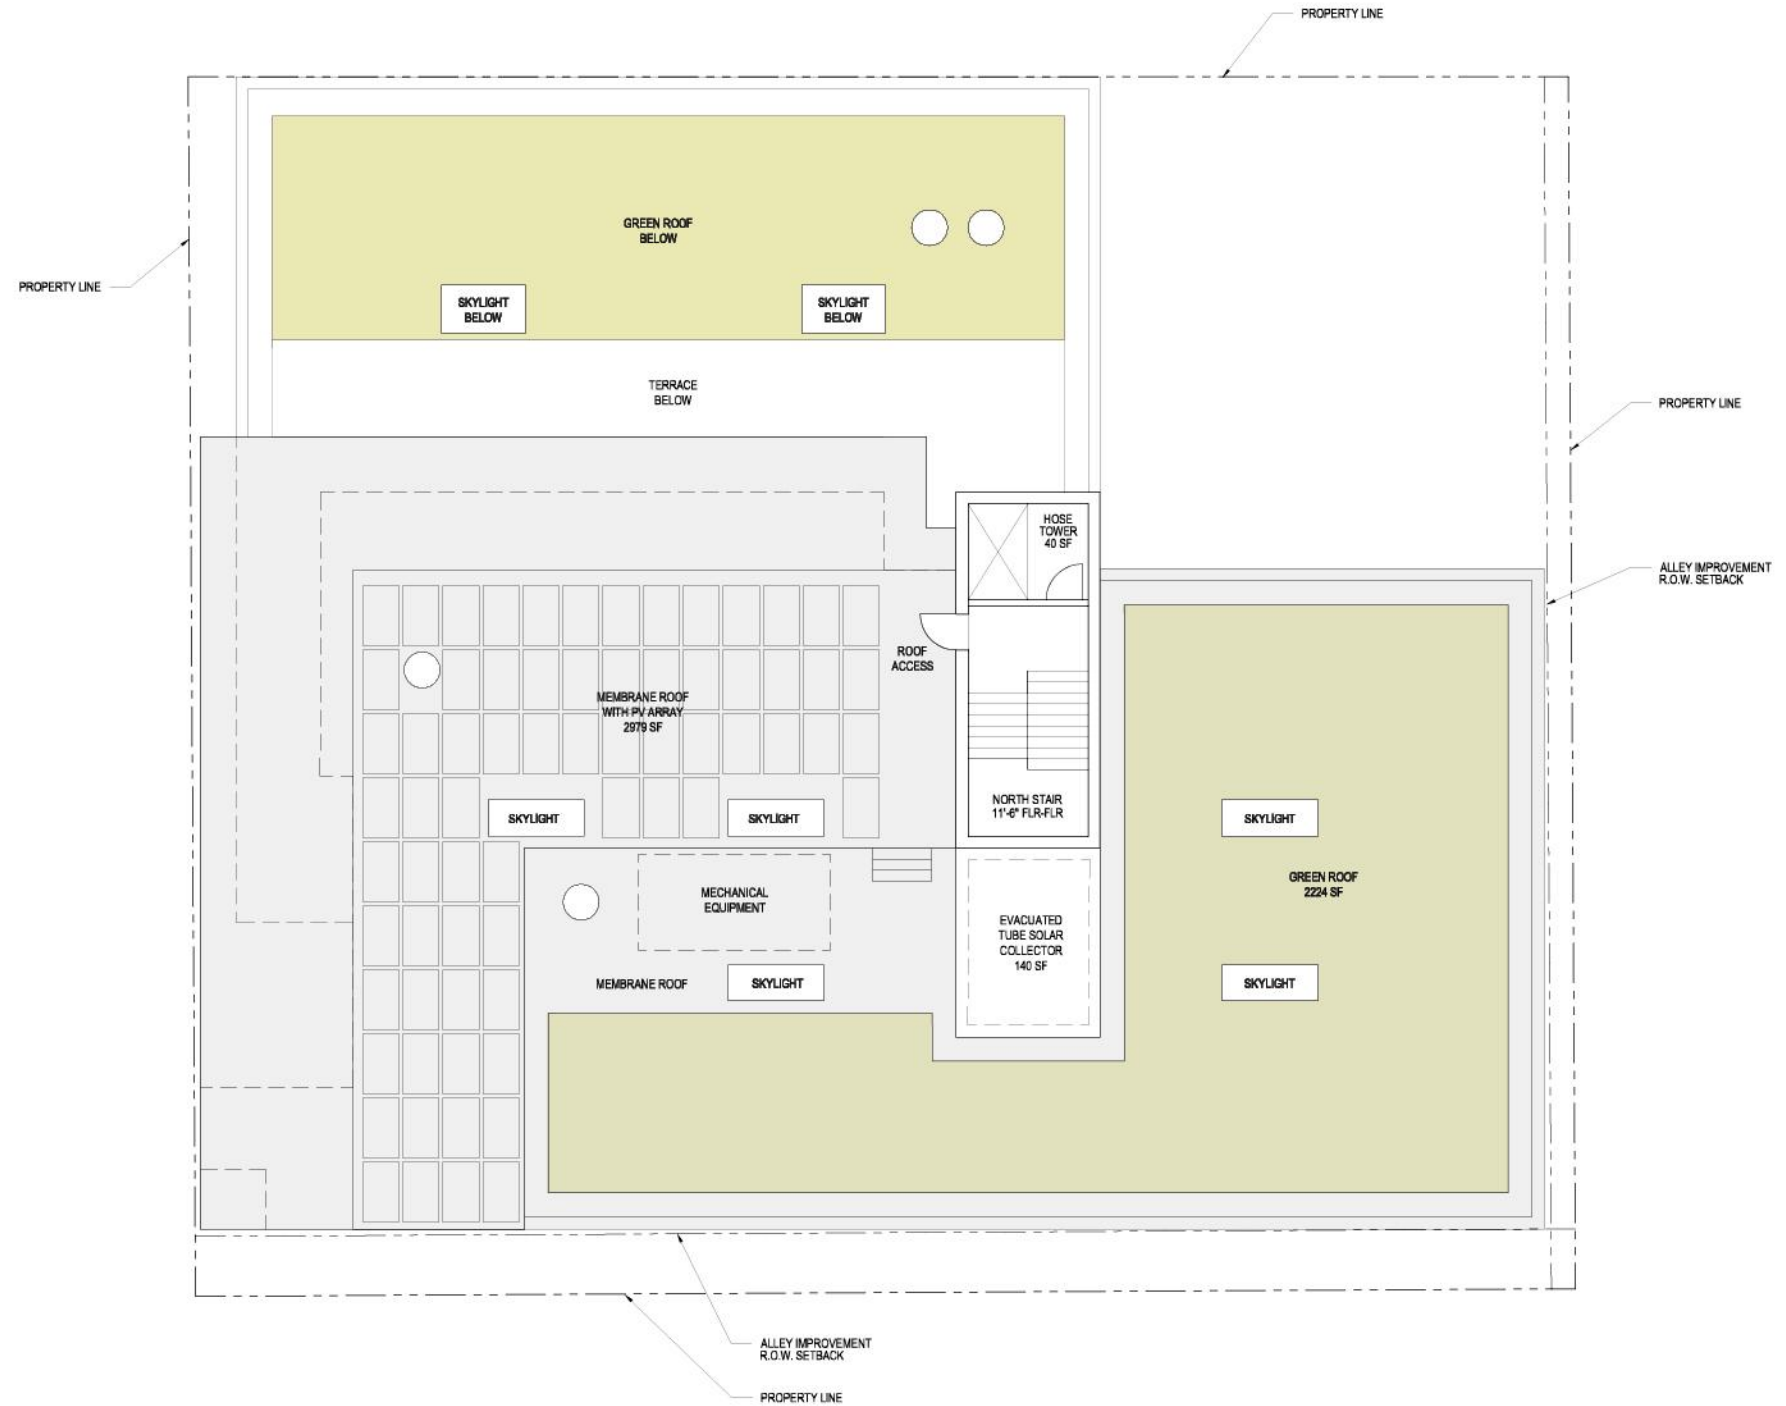 PROPERTY LINE
GREEN ROOF
BELOW
PROPERTY LINE
SKYLIGHT
BELOW
SKYLIGHT
BELOW
TERRACE
BELOW
PROPERTY LINE
HOSE
TOWER
40 SF
ALLEY IMPROVEMENT
R.O.W. SETBACK
ROOF
ACCESS
MEMBRANE ROOF
WITH PV ARRAY
2979 SF
NORTH STAIR
11'-6" FLR-FLR
SKYLIGHT
SKYLIGHT
SKYLIGHT
MECHANICAL
EQUIPMENT
GREEN ROOF
2224 SF
EVACUATED
TUBE SOLAR
COLLECTOR
140 SF
MEMBRANE ROOF
SKYLIGHT
SKYLIGHT
ALLEY IMPROVEMENT
R.O.W. SETBACK
PROPERTY LINE